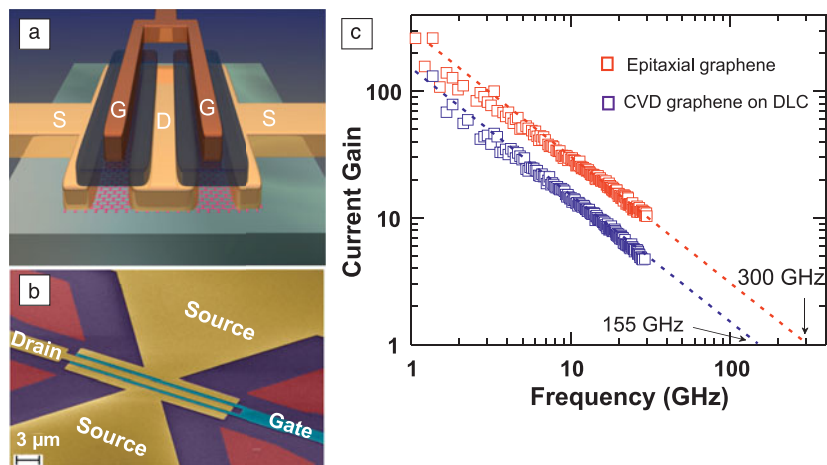 a
S
G
D
G
S
b
Source
Drain
Gate
Source
3 µm
c
Current Gain
100
10
1
Epitaxial graphene
CVD graphene on DLC
300 GHz
155 GHz
1
10
100
Frequency (GHz)